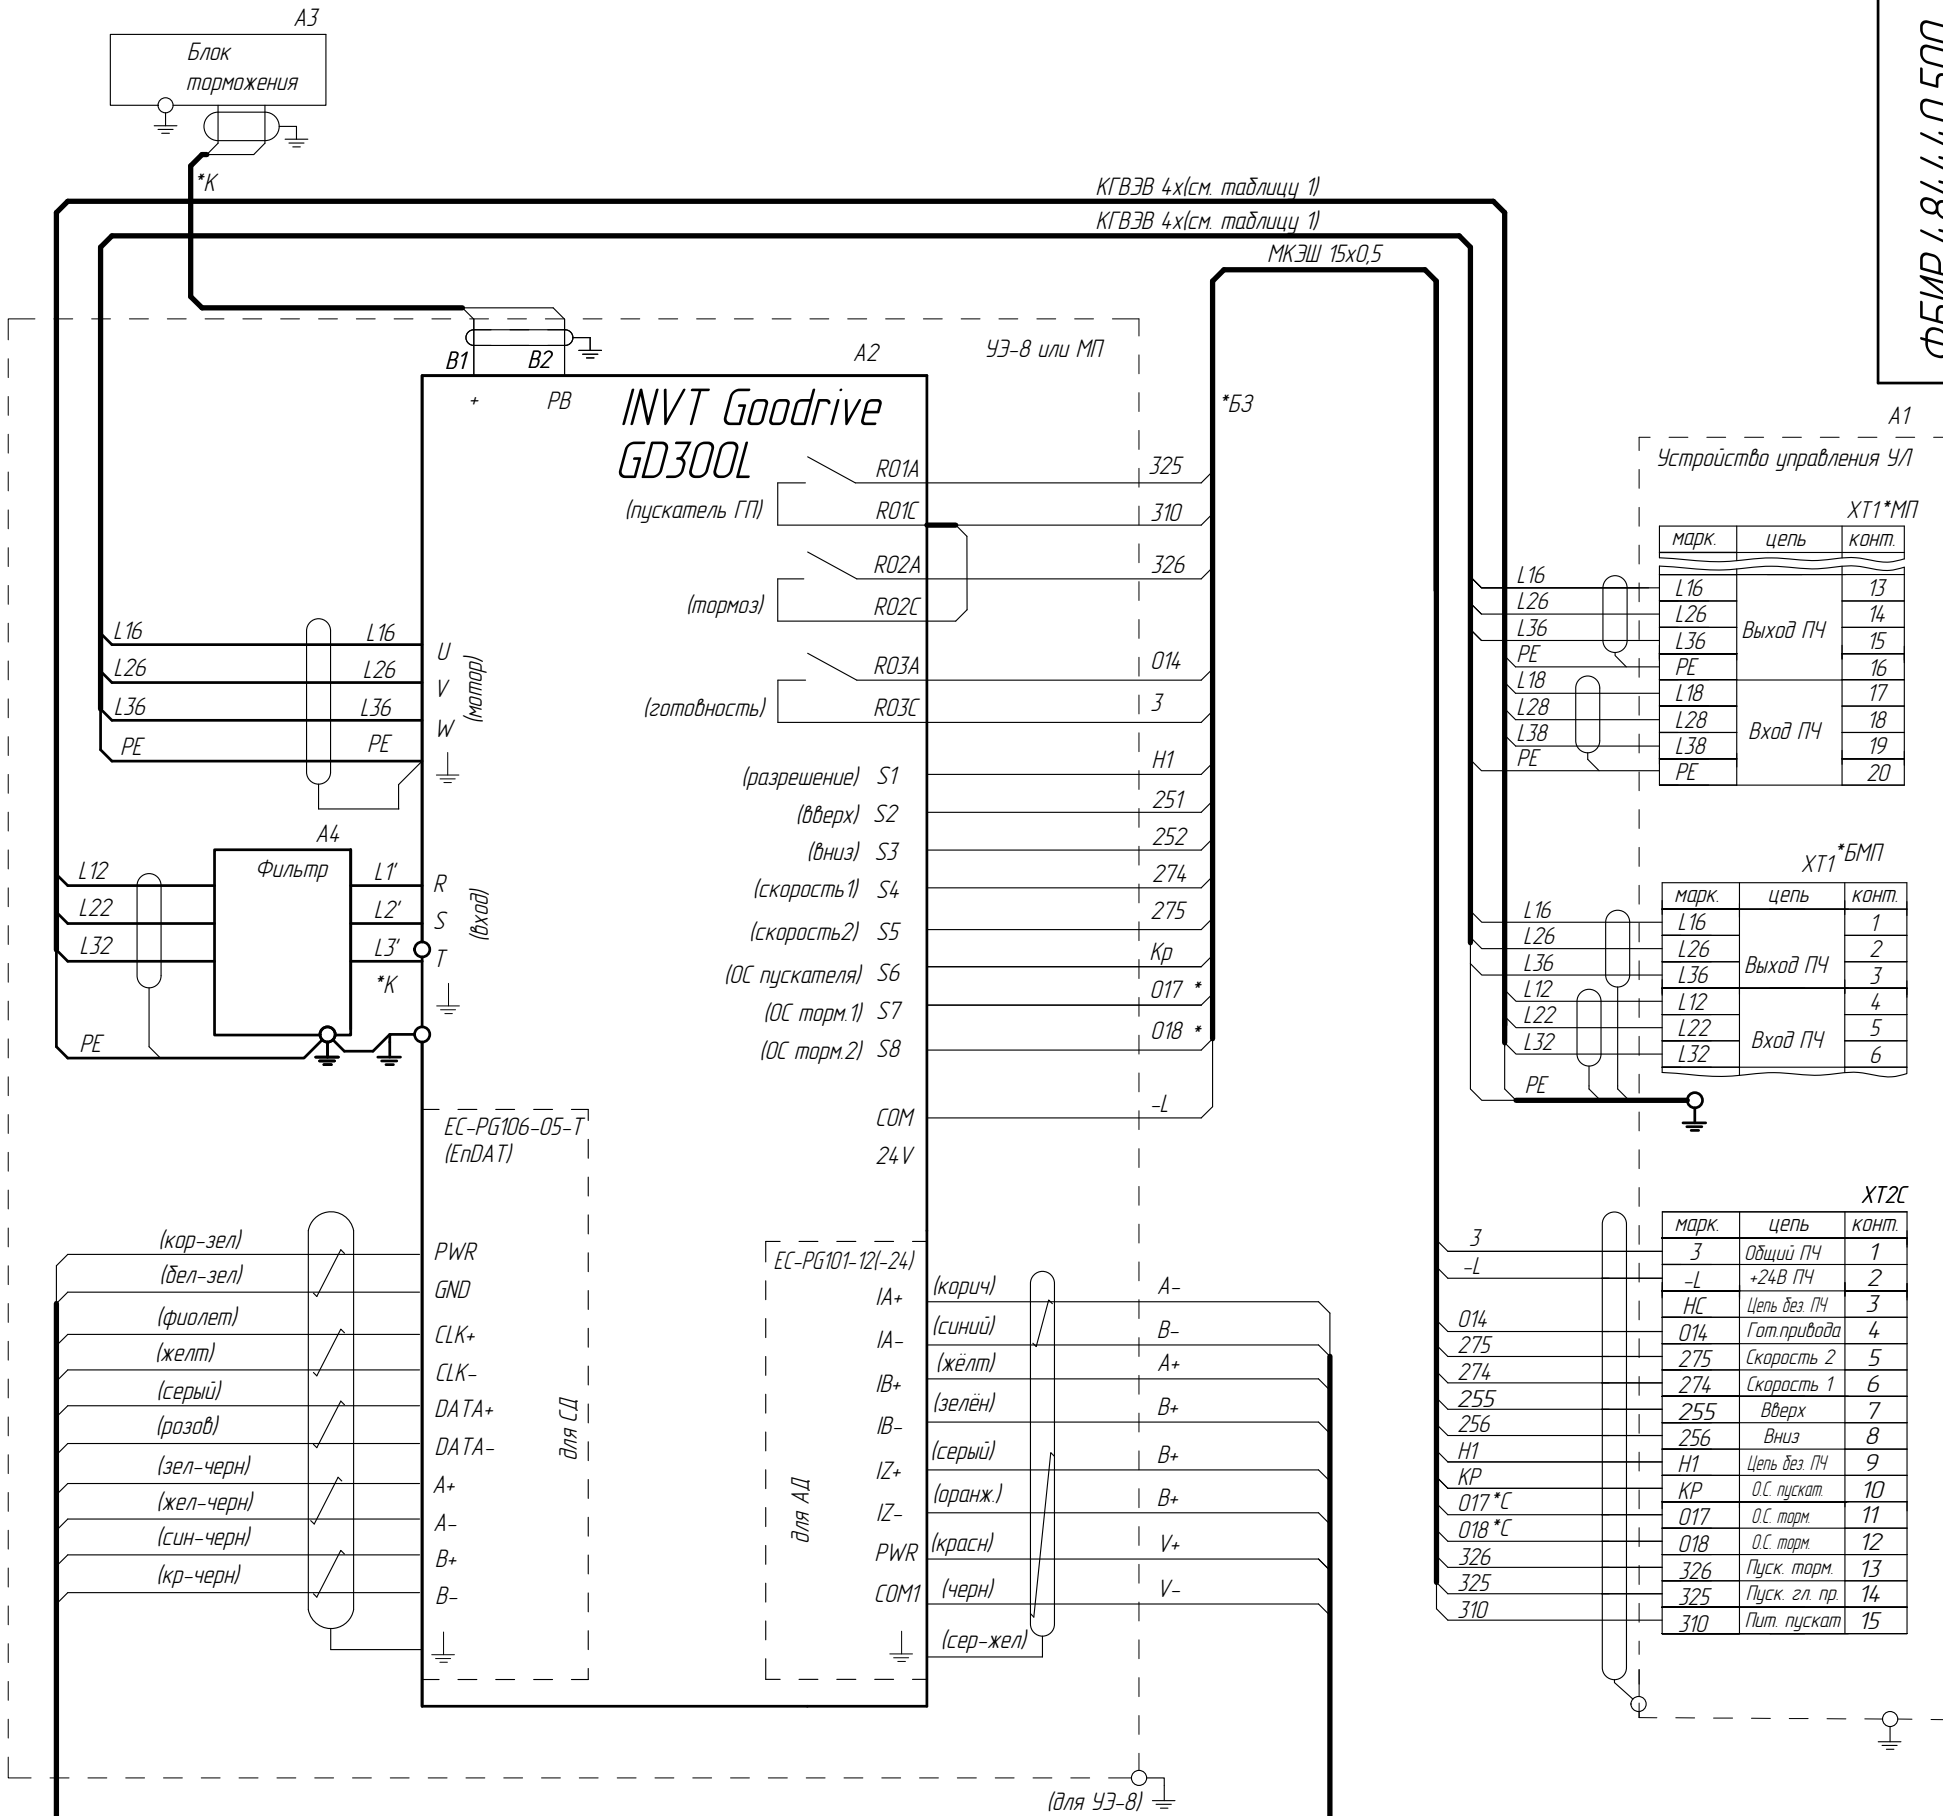 А3
Блок
торможения
*К
КГВЭВ 4х(см. таблицу 1)
КГВЭВ 4х(см. таблицу 1)
МКЭШ 15х0,5
ФБИР.484440.500
B1
B2
А2
УЭ-8 или МП
+
PB
INVT Goodrive
GD300L
*БЗ
А1
Устройство управления УЛ
R01A
325
(пускатель ГП)
R01C
310
R02A
326
(тормоз)
R02C
R03A
014
(готовность)
R03C
3
(разрешение) S1
H1
(вверх) S2
251
(вниз) S3
252
(скорость1) S4
274
(скорость2) S5
275
(ОС пускателя) S6
Кр
(ОС торм.1) S7
017 *
(ОС торм.2) S8
018 *
COM
-L
24V
L16 L16
U
L26 L26
V
L36 L36
W
PE PE
(мотор)
А4
Фильтр
L12 L1' R
L22 L2' S
L32 L3' T
(вход)
*К
PE
EC-PG106-05-T
(EnDAT)
(кор-зел) PWR
(бел-зел) GND
(фиолет) CLK+
(желт) CLK-
(серый) DATA+
(розов) DATA-
(зел-черн) A+
(жел-черн) A-
(син-черн) B+
(кр-черн) B-
для СД
EC-PG101-12(-24)
IA+ (корич) A-
IA- (синий) B-
IB+ (жёлт) A+
IB- (зелён) B+
IZ+ (серый) B+
IZ- (оранж.) B+
PWR (красн) V+
COM1 (черн) V-
(сер-жел)
для АД
(для УЭ-8)
XT1*МП
марк. цепь конт.
L16 L16 13
L26 L26 14
L36 L36 15
Выход ПЧ
PE PE 16
L18 L18 17
L28 L28 18
L38 L38 19
Вход ПЧ
PE PE 20
XT1*БМП
марк. цепь конт.
L16 L16 1
L26 L26 2
L36 L36 3
Выход ПЧ
L12 L12 4
L22 L22 5
L32 L32 6
Вход ПЧ
PE
XT2C
марк. цепь конт.
3 3 Общий ПЧ 1
-L -L +24В ПЧ 2
НС Цепь без. ПЧ 3
014 014 Гот.привода 4
275 275 Скорость 2 5
274 274 Скорость 1 6
255 255 Вверх 7
256 256 Вниз 8
H1 H1 Цепь без. ПЧ 9
КР КР О.С. пускат. 10
017 *С 017 О.С. торм. 11
018 *С 018 О.С. торм. 12
326 326 Пуск. торм. 13
325 325 Пуск. гл. пр. 14
310 310 Пит. пускат 15